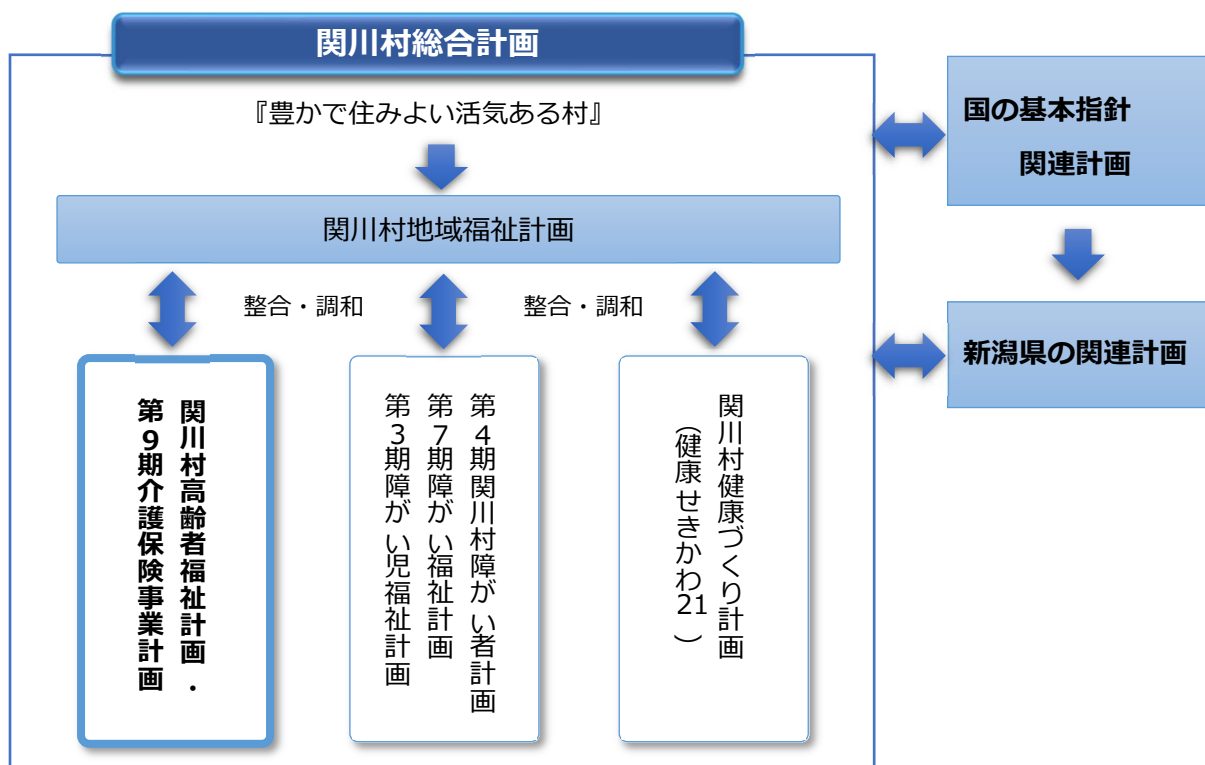 関川村総合計画
『豊かで住みよい活気ある村』
関川村地域福祉計画
整合・調和
整合・調和
関川村高齢者福祉計画・
第9期介護保険事業計画
第4期関川村障がい者計画
第7期障がい福祉計画
第3期障がい児福祉計画
関川村健康づくり計画
（健康せきかわ21）
国の基本指針
関連計画
新潟県の関連計画